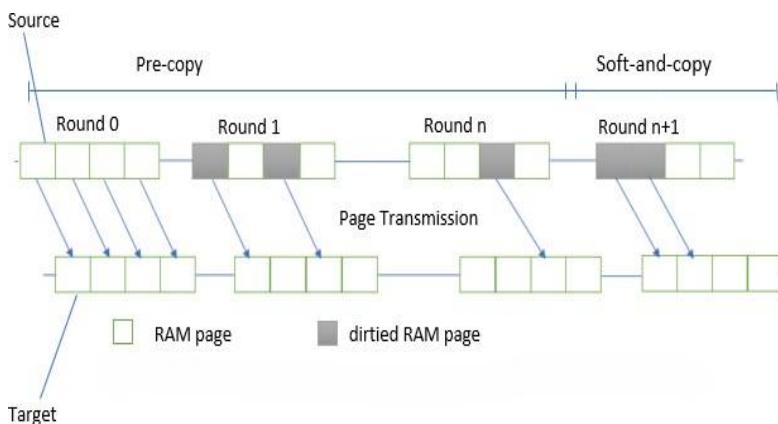 Source
Pre-copy
Soft-and-copy
Round 0
Round 1
Round n
Round n+1
Page Transmission
RAM page
dirtied RAM page
Target